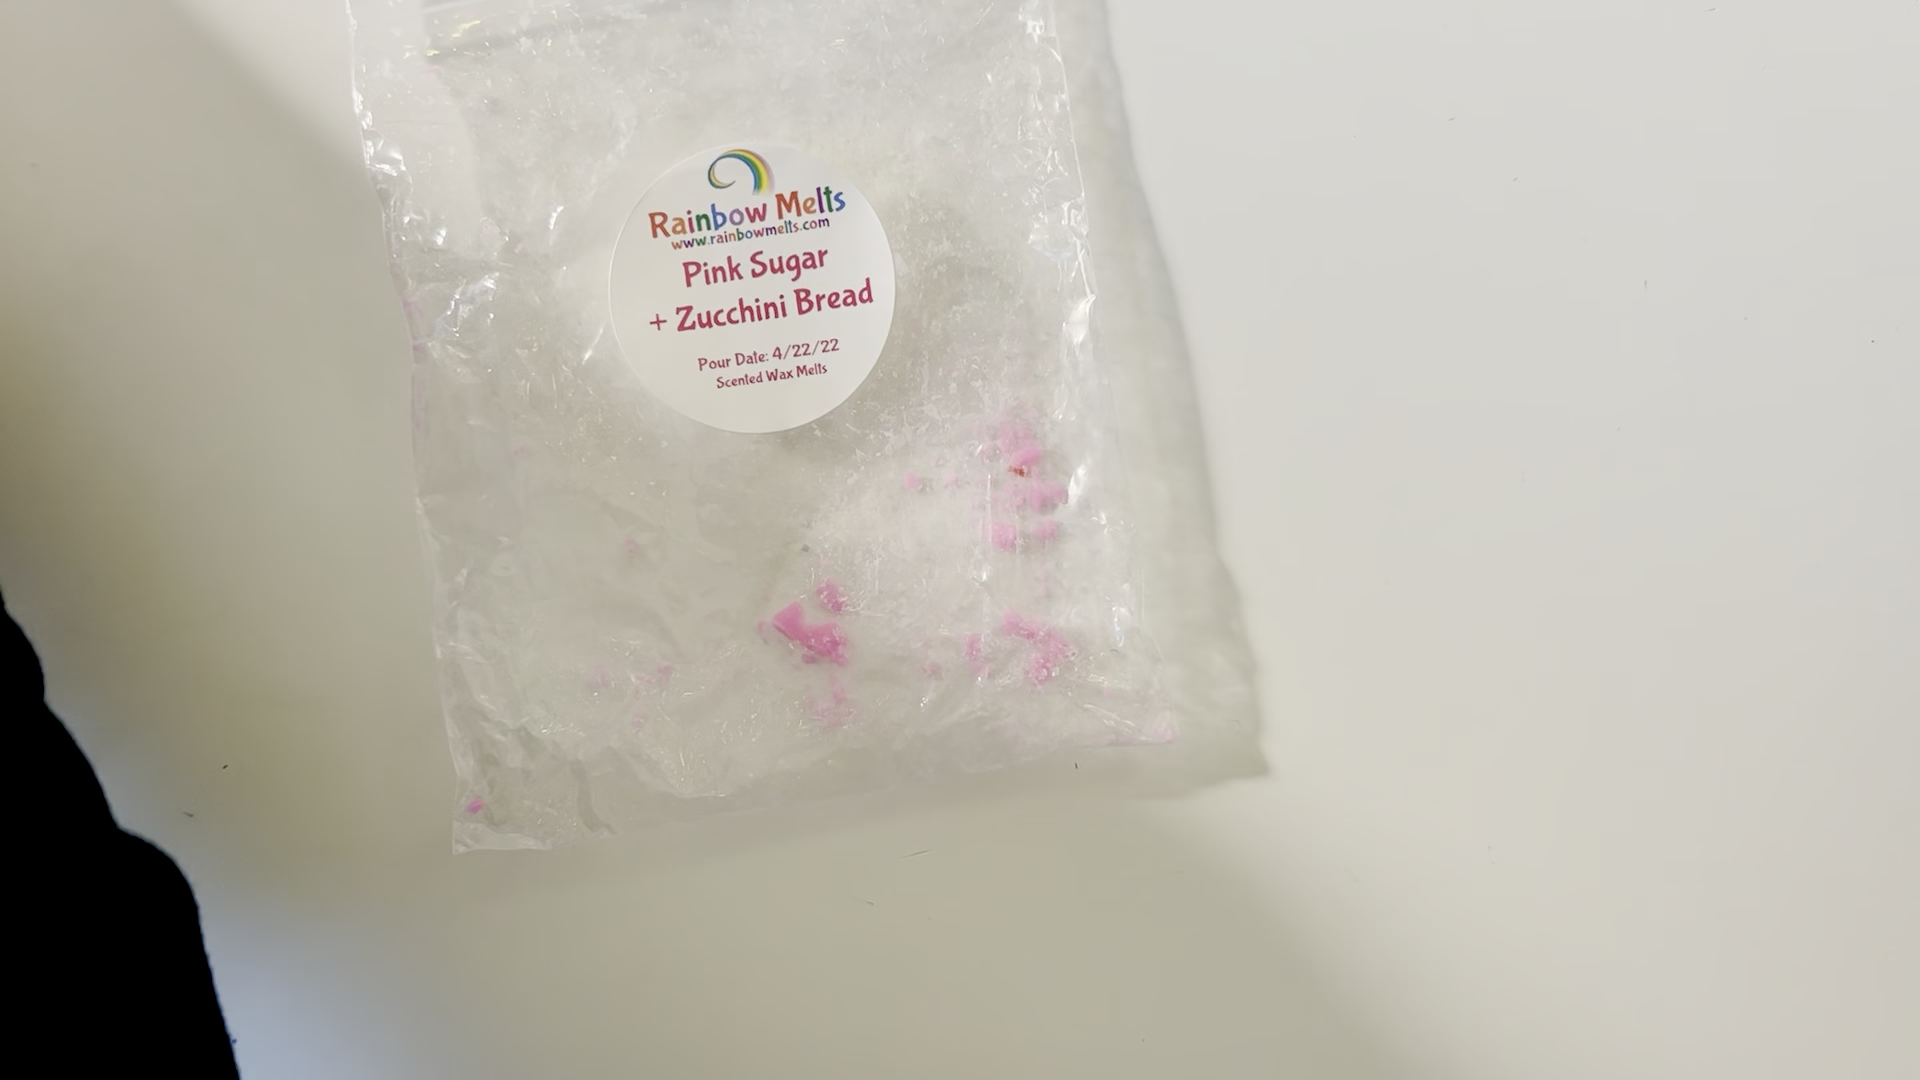 Rainbow Melts
www.rainbowmelts.com
Pink Sugar
+ Zucchini Bread
Pour Date: 4/22/22
Scented Wax Melts